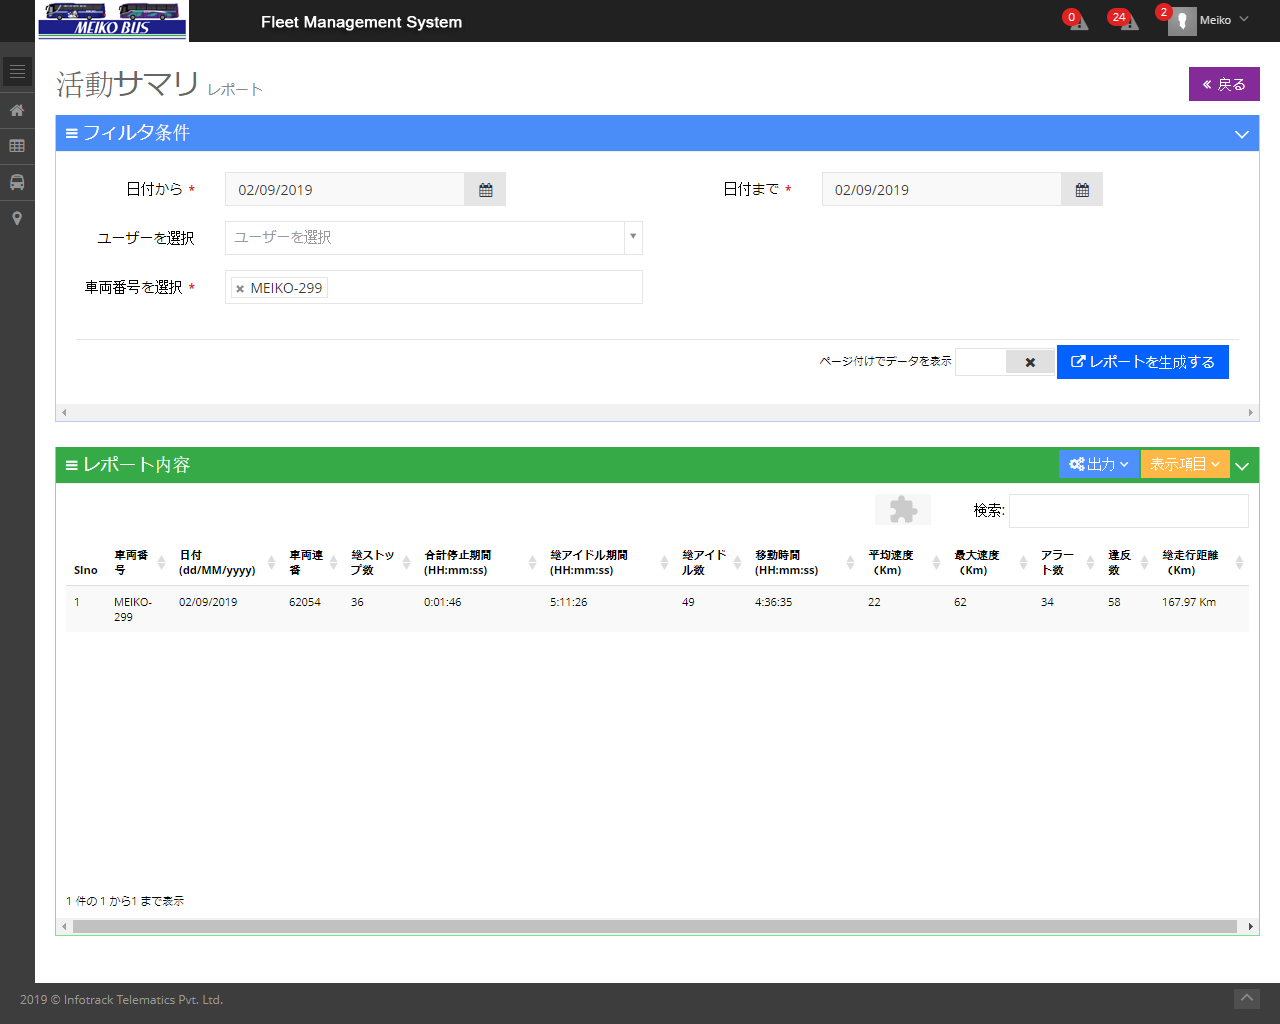 MEIKO BUS
Fleet Management System
0
24
2
Meiko
活動サマリ レポート
« 戻る
フィルタ条件
日付から *
02/09/2019
日付まで *
02/09/2019
ユーザーを選択
ユーザーを選択
車両番号を選択 *
× MEIKO-299
ページ付けでデータを表示
レポートを生成する
レポート内容
出力
表示項目
検索:
Slno
車両番号
日付 (dd/MM/yyyy)
車両連番
総ストップ数
合計停止期間 (HH:mm:ss)
総アイドル期間 (HH:mm:ss)
総アイドル数
移動時間 (HH:mm:ss)
平均速度 (Km)
最大速度 (Km)
アラート数
違反数
総走行距離 (Km)
1 MEIKO-299 02/09/2019 62054 36 0:01:46 5:11:26 49 4:36:35 22 62 34 58 167.97 Km
1 件の 1 から1 まで表示
2019 © Infotrack Telematics Pvt. Ltd.